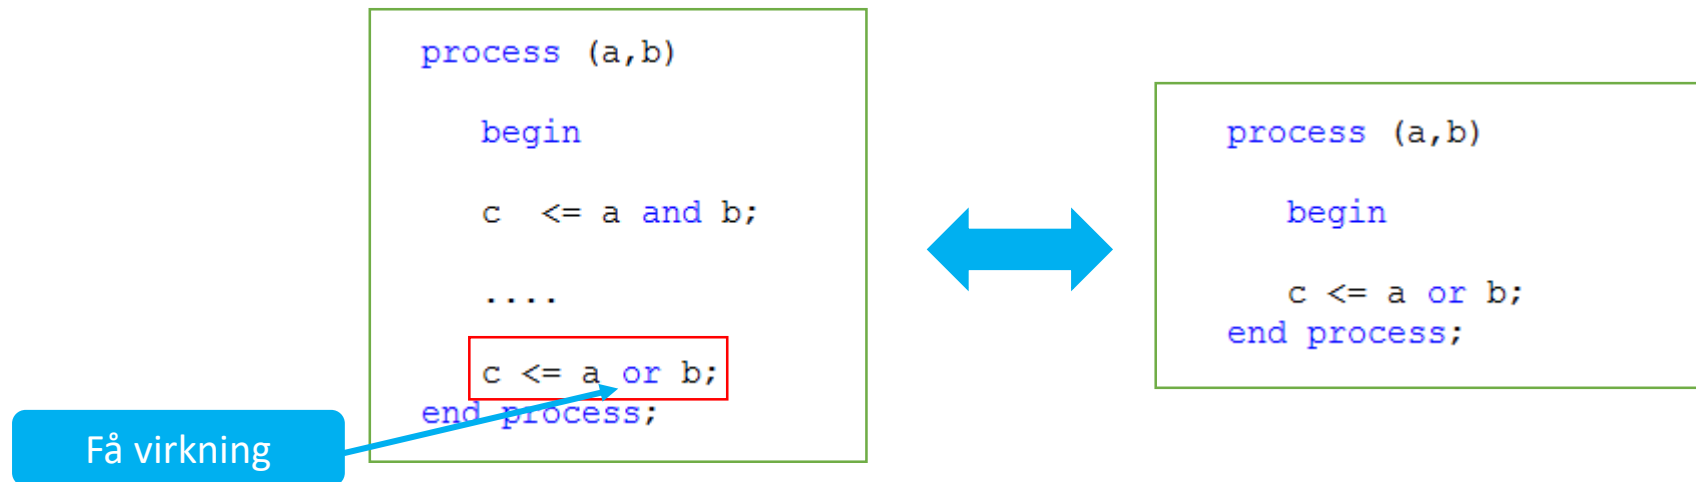 process (a,b)
begin
c <= a and b;
....
c <= a or b;
end process;
Få virkning
process (a,b)
begin
c <= a or b;
end process;